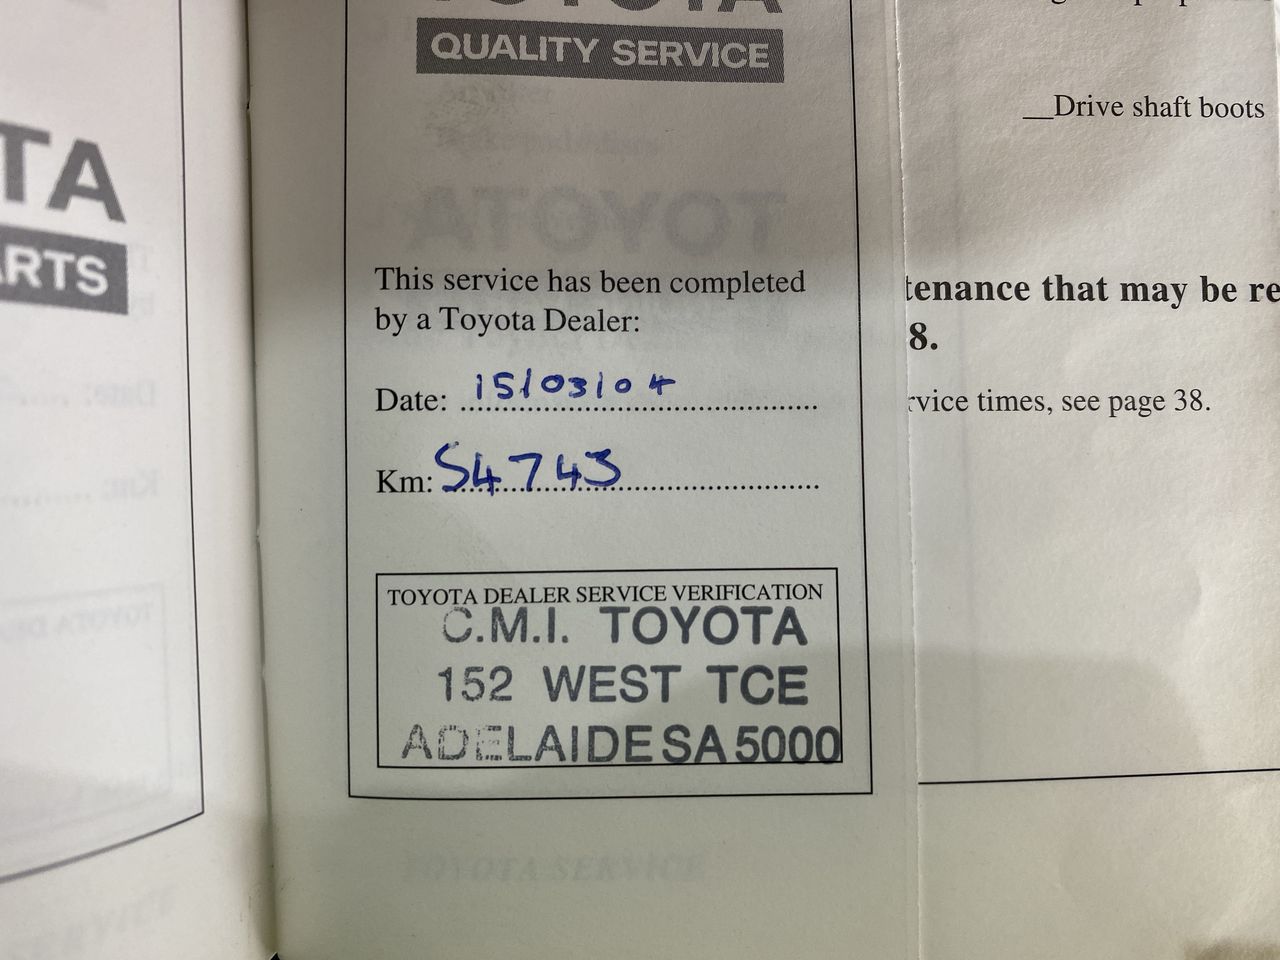 TA
ARTS
TOYOTA
QUALITY SERVICE
This service has been completed
by a Toyota Dealer:
Date: 15/03/04
Km: 54743
TOYOTA DEALER SERVICE VERIFICATION
C.M.I. TOYOTA
152 WEST TCE
ADELAIDE SA 5000
__Drive shaft boots
tenance that may be re
8.
rvice times, see page 38.